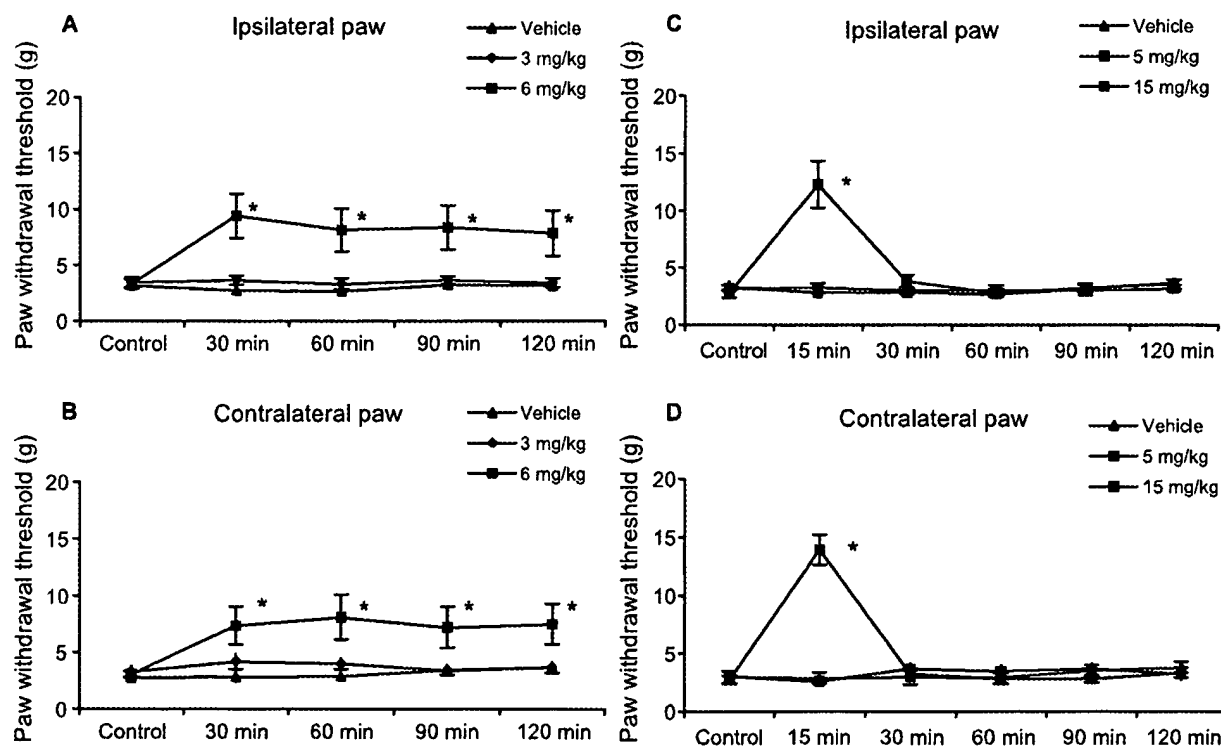 A
Ipsilateral paw
Vehicle
3 mg/kg
6 mg/kg
Paw withdrawal threshold (g)
20
15
10
5
0
*
*
*
*
Control
30 min
60 min
90 min
120 min
B
Contralateral paw
Vehicle
3 mg/kg
6 mg/kg
Paw withdrawal threshold (g)
20
15
10
5
0
*
*
*
*
Control
30 min
60 min
90 min
120 min
C
Ipsilateral paw
Vehicle
5 mg/kg
15 mg/kg
Paw withdrawal threshold (g)
20
15
10
5
0
*
Control
15 min
30 min
60 min
90 min
120 min
D
Contralateral paw
Vehicle
5 mg/kg
15 mg/kg
Paw withdrawal threshold (g)
20
15
10
5
0
*
Control
15 min
30 min
60 min
90 min
120 min